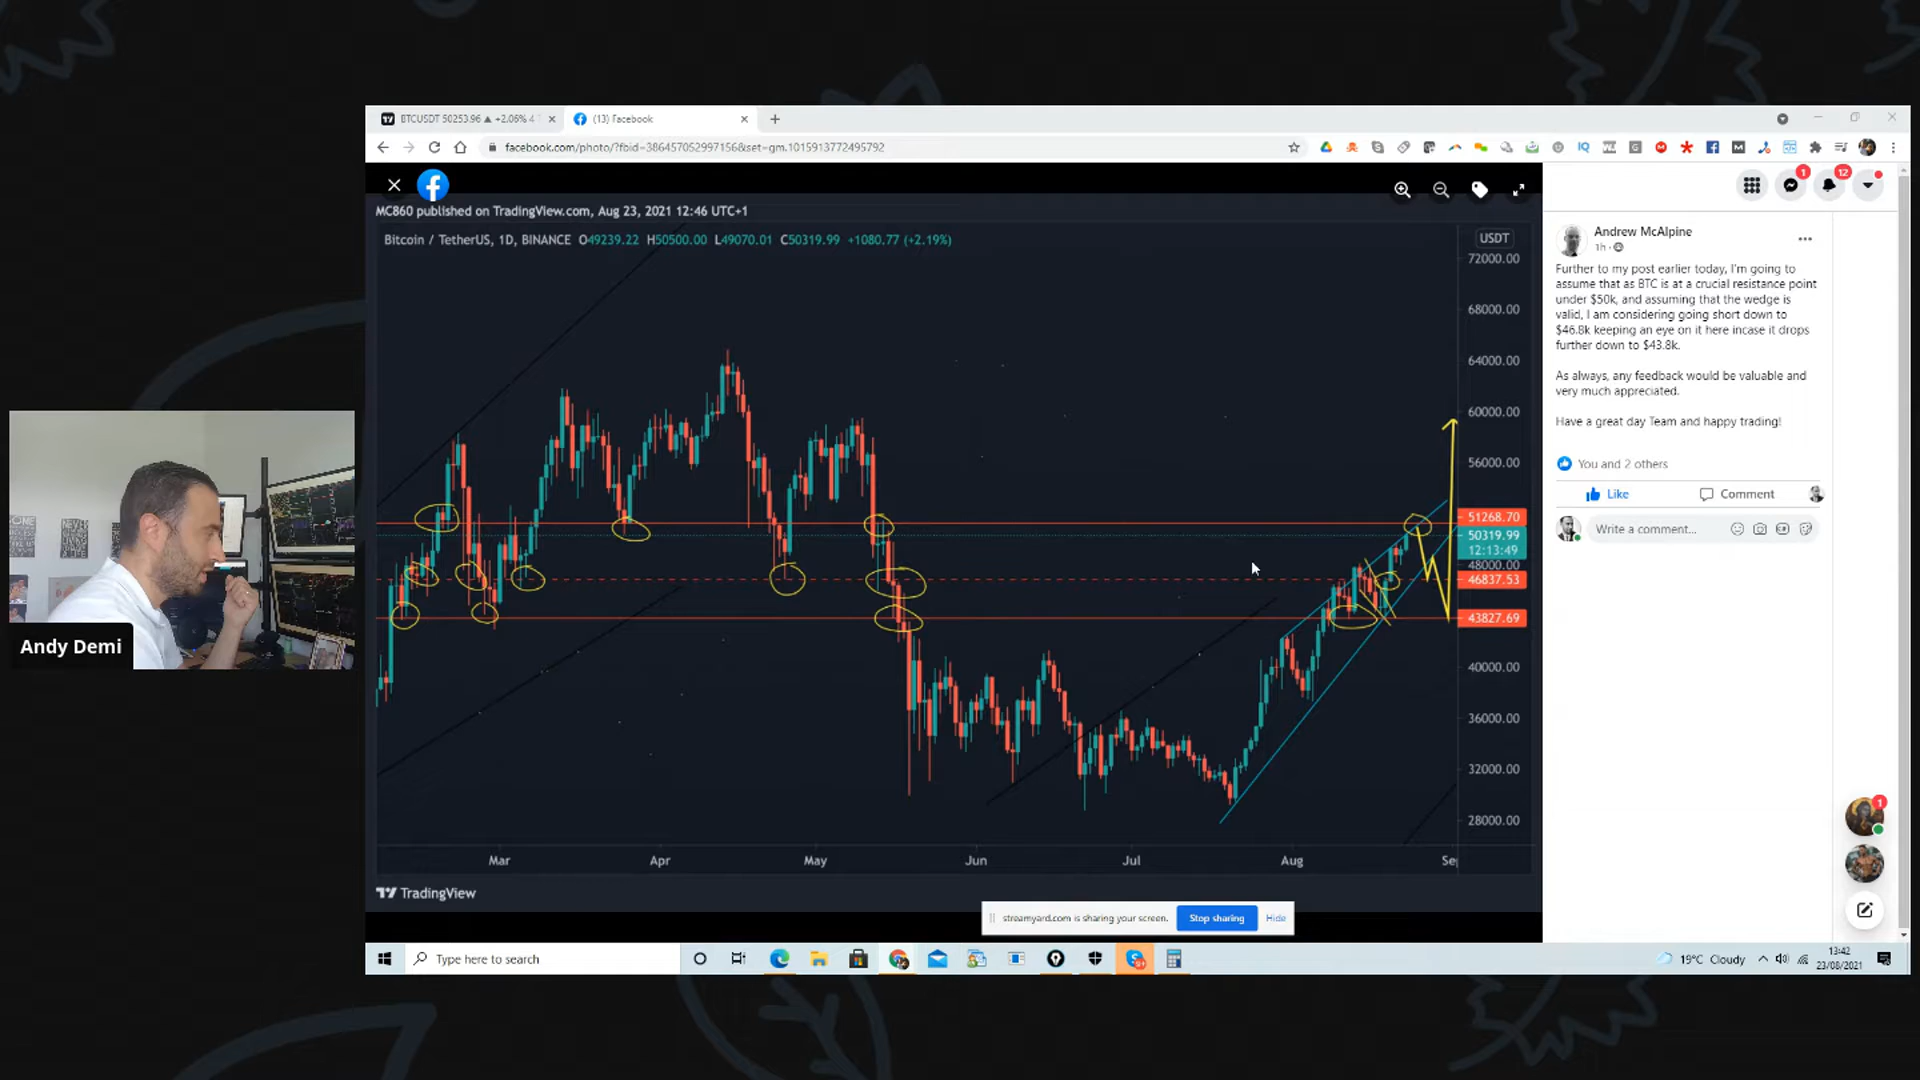 BTCUSDT 50253.96 ▲ +2.06% 4
(13) Facebook
facebook.com/photo/?fbid=386457052997156&set=gm.1015913772495792
MC860 published on TradingView.com, Aug 23, 2021 12:46 UTC+1
Bitcoin / TetherUS, 1D, BINANCE O49239.22 H50500.00 L49070.01 C50319.99 +1080.77 (+2.19%)
USDT
72000.00
68000.00
64000.00
60000.00
56000.00
51268.70
50319.99
12:13:49
48000.00
46837.53
43827.69
40000.00
36000.00
32000.00
28000.00
Mar Apr May Jun Jul Aug Se
TradingView
1
12
Andrew McAlpine
1h
Further to my post earlier today, I'm going to
assume that as BTC is at a crucial resistance point
under $50k, and assuming that the wedge is
valid, I am considering going short down to
$46.8k keeping an eye on it here incase it drops
further down to $43.8k.
As always, any feedback would be valuable and
very much appreciated.
Have a great day Team and happy trading!
You and 2 others
Like Comment
Write a comment...
1
Andy Demi
streamyard.com is sharing your screen. Stop sharing Hide
Type here to search
19°C Cloudy
13:42
23/08/2021